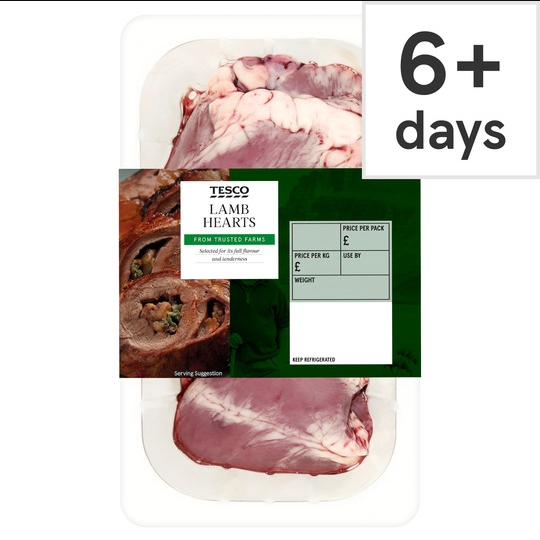 6+
days
TESCO
LAMB
HEARTS
FROM TRUSTED FARMS
Selected for its full flavour
and tenderness
PRICE PER PACK
£
PRICE PER KG
£
USE BY
WEIGHT
KEEP REFRIGERATED
Serving Suggestion